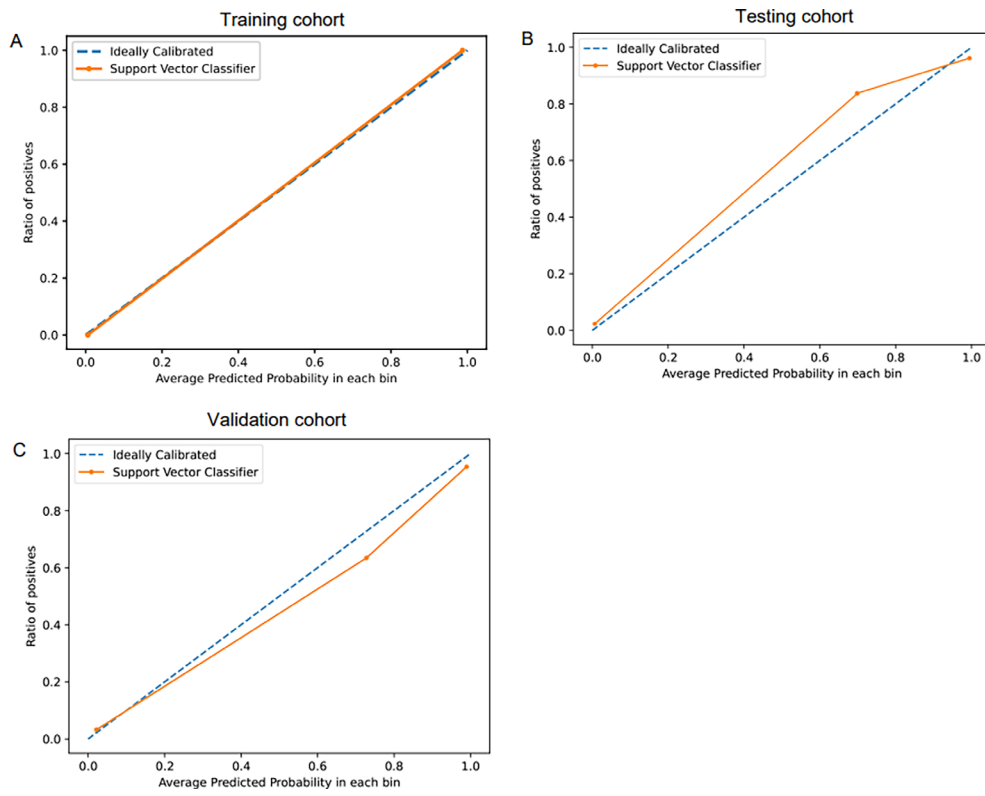 Training cohort
A
Ideally Calibrated
Support Vector Classifier
Ratio of positives
1.0
0.8
0.6
0.4
0.2
0.0
0.0 0.2 0.4 0.6 0.8 1.0
Average Predicted Probability in each bin
Testing cohort
B
Ideally Calibrated
Support Vector Classifier
Ratio of positives
1.0
0.8
0.6
0.4
0.2
0.0
0.0 0.2 0.4 0.6 0.8 1.0
Average Predicted Probability in each bin
Validation cohort
C
Ideally Calibrated
Support Vector Classifier
Ratio of positives
1.0
0.8
0.6
0.4
0.2
0.0
0.0 0.2 0.4 0.6 0.8 1.0
Average Predicted Probability in each bin